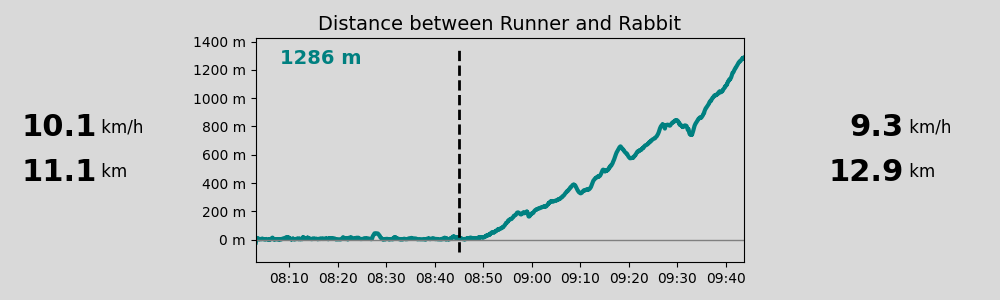 Distance between Runner and Rabbit
1400 m
1200 m
1000 m
800 m
600 m
400 m
200 m
0 m
1286 m
10.1 km/h
11.1 km
9.3 km/h
12.9 km
08:10 08:20 08:30 08:40 08:50 09:00 09:10 09:20 09:30 09:40